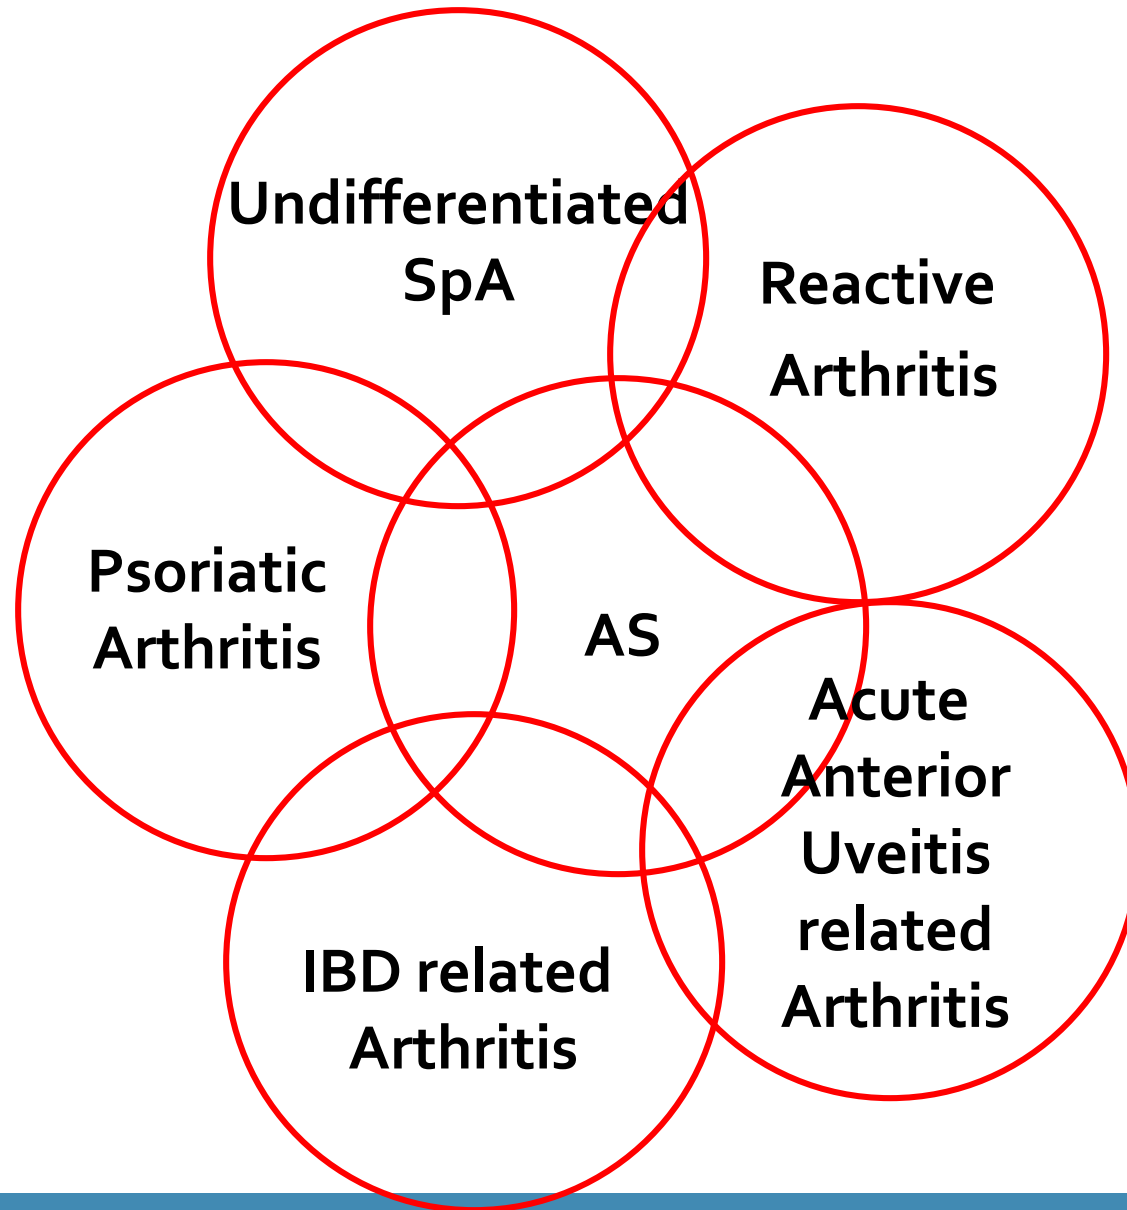 Undifferentiated
SpA
Reactive
Arthritis
Psoriatic
Arthritis
AS
Acute
Anterior
Uveitis
related
Arthritis
IBD related
Arthritis